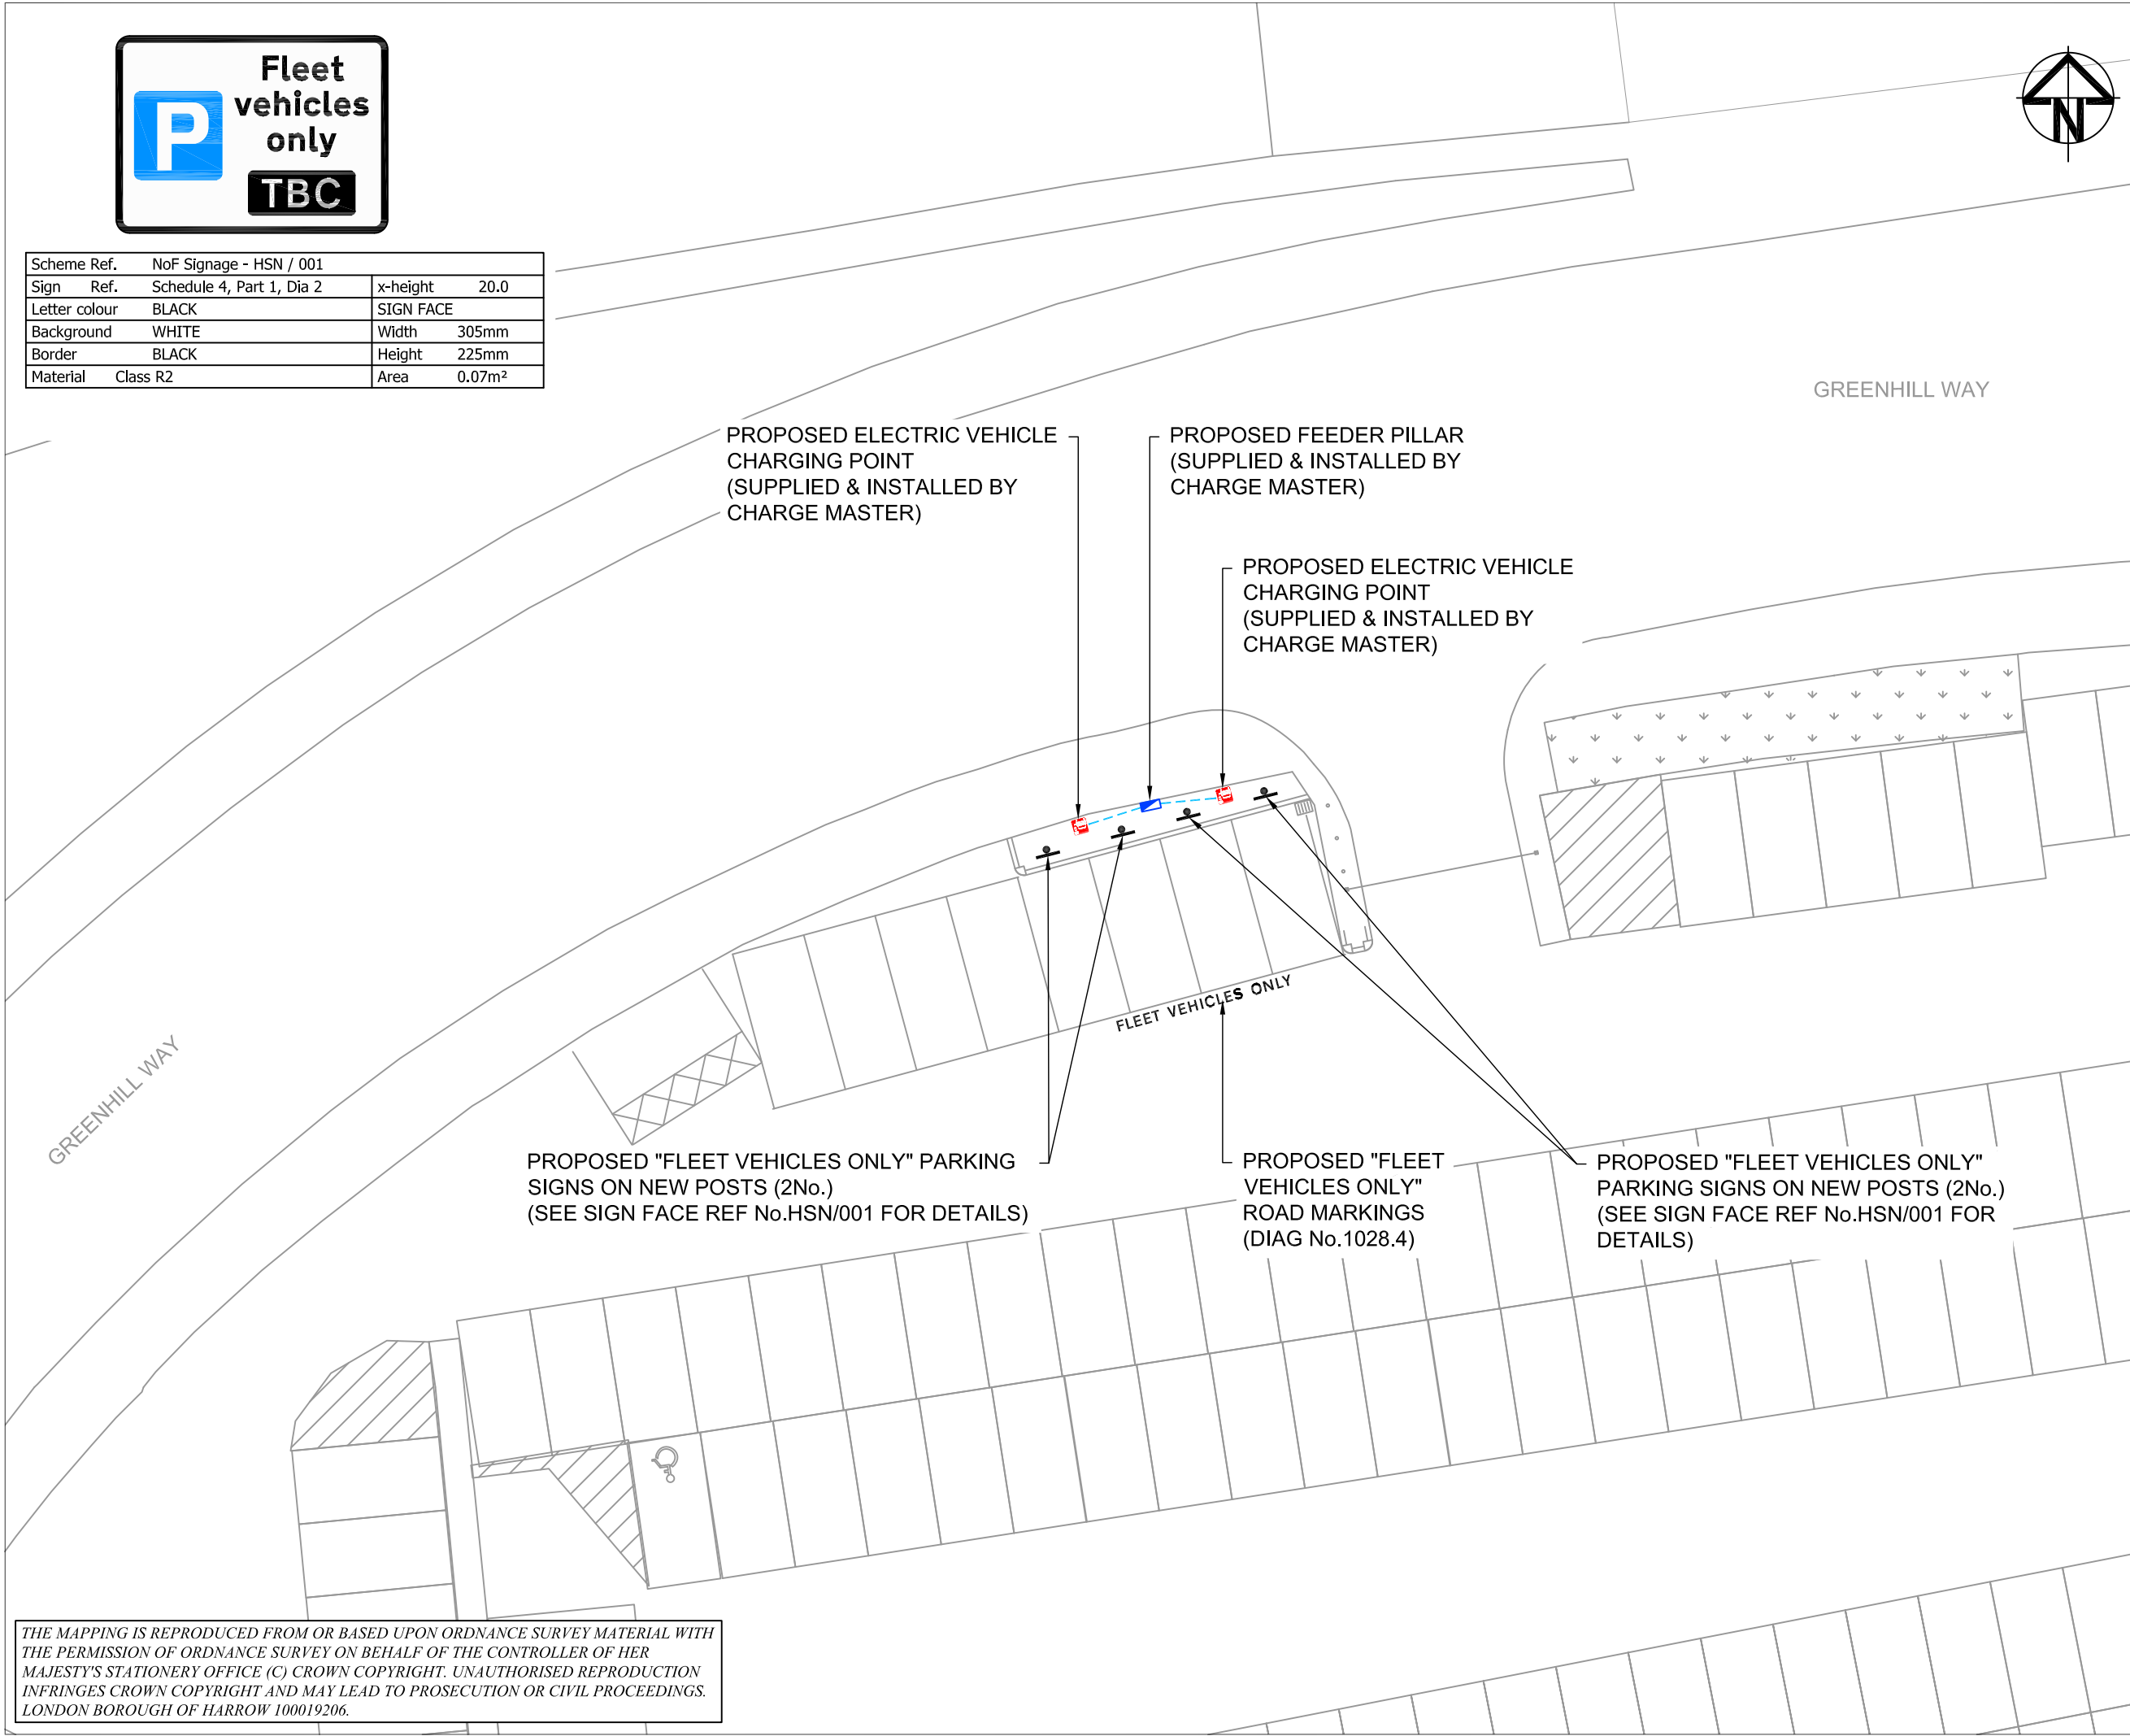 Fleet
vehicles
only
P
TBC
N
Scheme Ref. NoF Signage - HSN / 001
Sign Ref. Schedule 4, Part 1, Dia 2 x-height 20.0
Letter colour BLACK SIGN FACE
Background WHITE Width 305mm
Border BLACK Height 225mm
Material Class R2 Area 0.07m²
GREENHILL WAY
PROPOSED ELECTRIC VEHICLE
CHARGING POINT
(SUPPLIED & INSTALLED BY
CHARGE MASTER)
PROPOSED FEEDER PILLAR
(SUPPLIED & INSTALLED BY
CHARGE MASTER)
PROPOSED ELECTRIC VEHICLE
CHARGING POINT
(SUPPLIED & INSTALLED BY
CHARGE MASTER)
FLEET VEHICLES ONLY
GREENHILL WAY
PROPOSED "FLEET VEHICLES ONLY" PARKING
SIGNS ON NEW POSTS (2No.)
(SEE SIGN FACE REF No.HSN/001 FOR DETAILS)
PROPOSED "FLEET
VEHICLES ONLY"
ROAD MARKINGS
(DIAG No.1028.4)
PROPOSED "FLEET VEHICLES ONLY"
PARKING SIGNS ON NEW POSTS (2No.)
(SEE SIGN FACE REF No.HSN/001 FOR
DETAILS)
THE MAPPING IS REPRODUCED FROM OR BASED UPON ORDNANCE SURVEY MATERIAL WITH
THE PERMISSION OF ORDNANCE SURVEY ON BEHALF OF THE CONTROLLER OF HER
MAJESTY'S STATIONERY OFFICE (C) CROWN COPYRIGHT. UNAUTHORISED REPRODUCTION
INFRINGES CROWN COPYRIGHT AND MAY LEAD TO PROSECUTION OR CIVIL PROCEEDINGS.
LONDON BOROUGH OF HARROW 100019206.